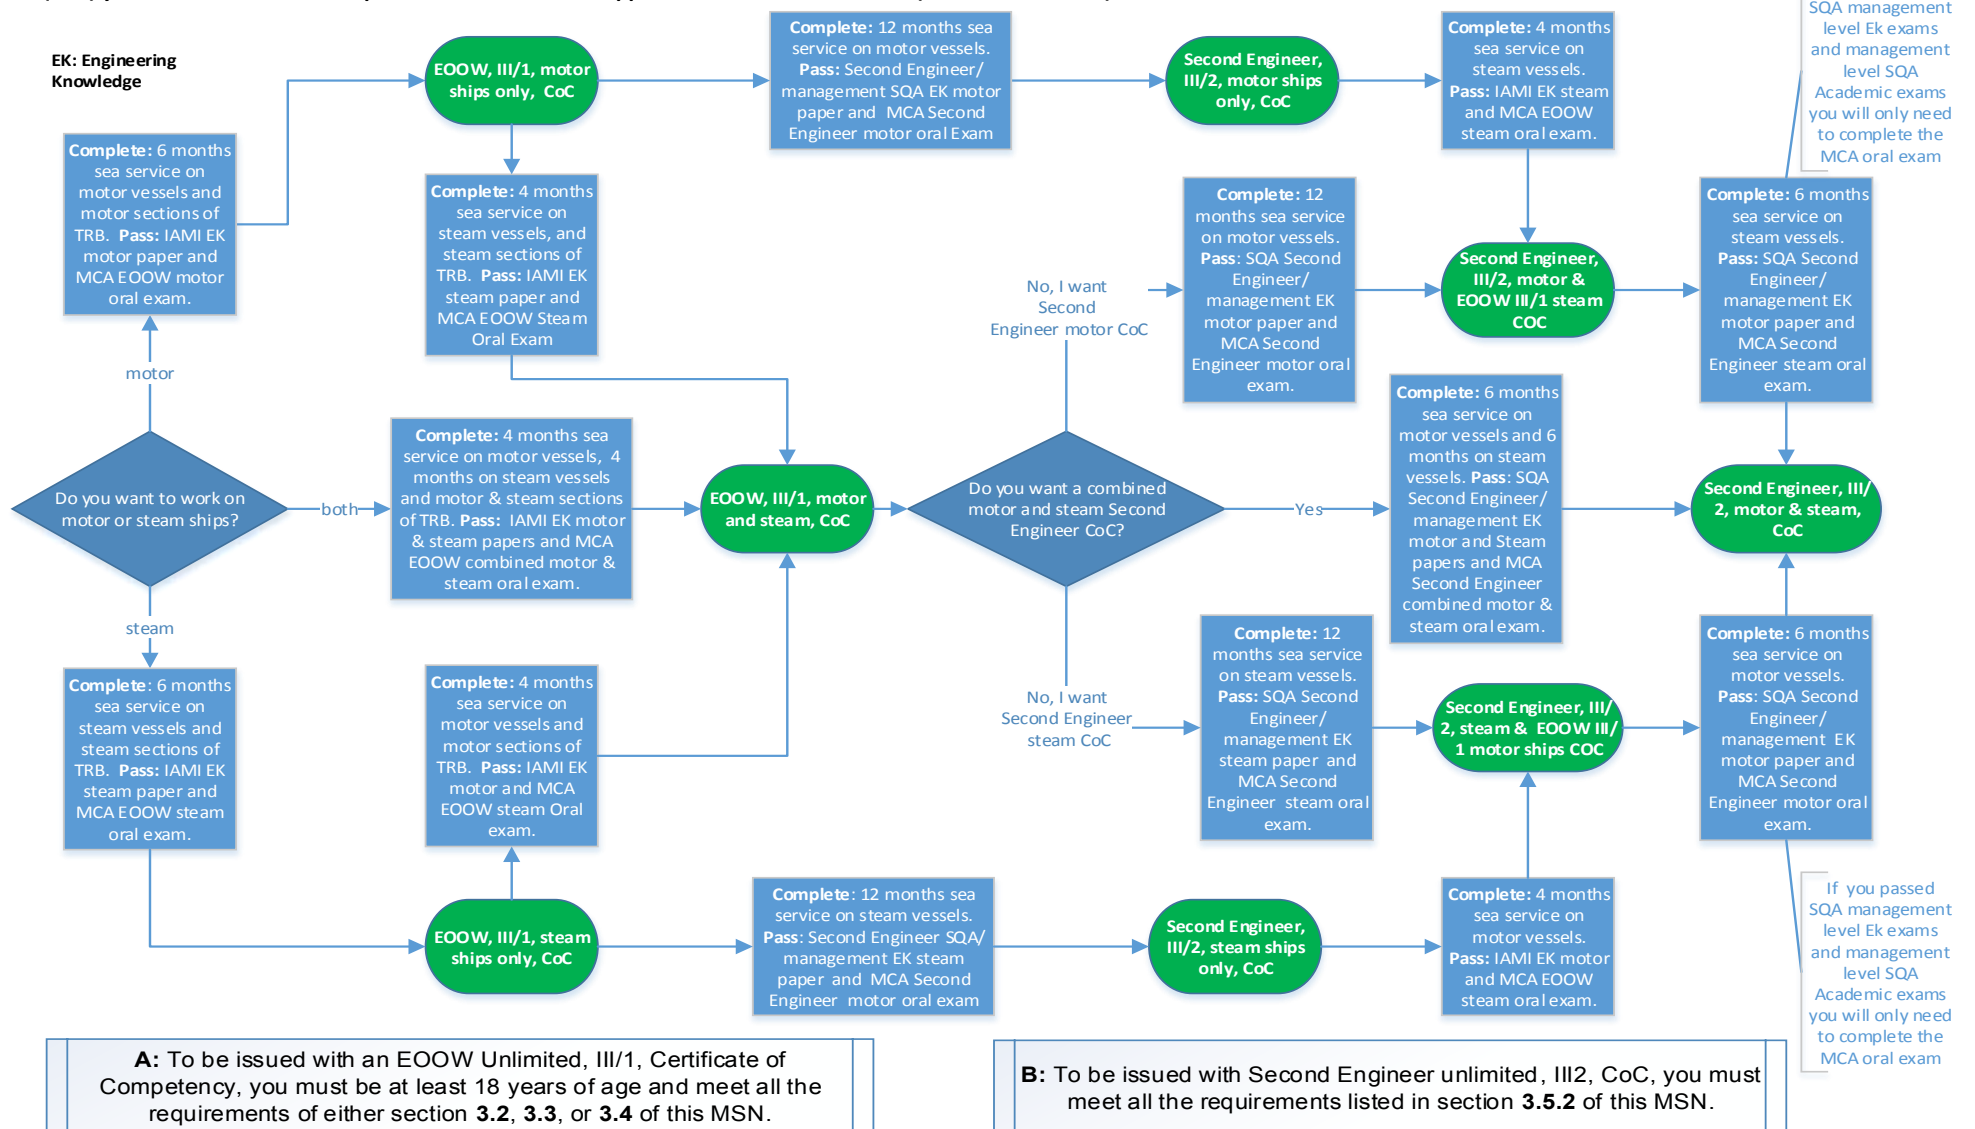 EK: Engineering
Knowledge
EOOW, III/1, motor
ships only, CoC
Complete: 12 months sea
service on motor vessels.
Pass: Second Engineer/
management SQA EK motor
paper and MCA Second
Engineer motor oral Exam
Second Engineer,
III/2, motor ships
only, CoC
Complete: 4 months
sea service on
steam vessels.
Pass: IAMI EK steam
and MCA EOOW
steam oral exam.
SQA management
level Ek exams
and management
level SQA
Academic exams
you will only need
to complete the
MCA oral exam
Complete: 6 months
sea service on
motor vessels and
motor sections of
TRB. Pass: IAMI EK
motor paper and
MCA EOOW motor
oral exam.
Complete: 4 months
sea service on
steam vessels, and
steam sections of
TRB. Pass: IAMI EK
steam paper and
MCA EOOW Steam
Oral Exam
No, I want
Second
Engineer motor CoC
Complete: 12
months sea service
on motor vessels.
Pass: SQA Second
Engineer/
management EK
motor paper and
MCA Second
Engineer motor oral
exam.
Second Engineer,
III/2, motor &
EOOW III/1 steam
COC
Complete: 6 months
sea service on
steam vessels.
Pass: SQA Second
Engineer/
management EK
motor paper and
MCA Second
Engineer steam oral
exam.
motor
Do you want to work on
motor or steam ships?
both
steam
Complete: 4 months sea
service on motor vessels, 4
months on steam vessels
and motor & steam sections
of TRB. Pass: IAMI EK motor
& steam papers and MCA
EOOW combined motor &
steam oral exam.
EOOW, III/1, motor
and steam, CoC
Do you want a combined
motor and steam Second
Engineer CoC?
Yes
Complete: 6 months
sea service on
motor vessels and 6
months on steam
vessels. Pass: SQA
Second Engineer/
management EK
motor and Steam
papers and MCA
Second Engineer
combined motor &
steam oral exam.
Second Engineer, III/
2, motor & steam,
CoC
Complete: 6 months
sea service on
steam vessels and
steam sections of
TRB. Pass: IAMI EK
steam paper and
MCA EOOW steam
oral exam.
Complete: 4 months
sea service on
motor vessels and
motor sections of
TRB. Pass: IAMI EK
motor and MCA
EOOW steam Oral
exam.
No, I want
Second Engineer
steam CoC
Complete: 12
months sea service
on steam vessels.
Pass: SQA Second
Engineer/
management EK
steam paper and
MCA Second
Engineer steam oral
exam.
Second Engineer, III/
2, steam & EOOW III/
1 motor ships COC
Complete: 6 months
sea service on
motor vessels.
Pass: SQA Second
Engineer/
management EK
motor paper and
MCA Second
Engineer motor oral
exam.
EOOW, III/1, steam
ships only, CoC
Complete: 12 months sea
service on steam vessels.
Pass: Second Engineer SQA/
management EK steam
paper and MCA Second
Engineer motor oral exam
Second Engineer,
III/2, steam ships
only, CoC
Complete: 4 months
sea service on
motor vessels.
Pass: IAMI EK motor
and MCA EOOW
steam oral exam.
If you passed
SQA management
level Ek exams
and management
level SQA
Academic exams
you will only need
to complete the
MCA oral exam
A: To be issued with an EOOW Unlimited, III/1, Certificate of
Competency, you must be at least 18 years of age and meet all the
requirements of either section 3.2, 3.3, or 3.4 of this MSN.
B: To be issued with Second Engineer unlimited, III2, CoC, you must
meet all the requirements listed in section 3.5.2 of this MSN.